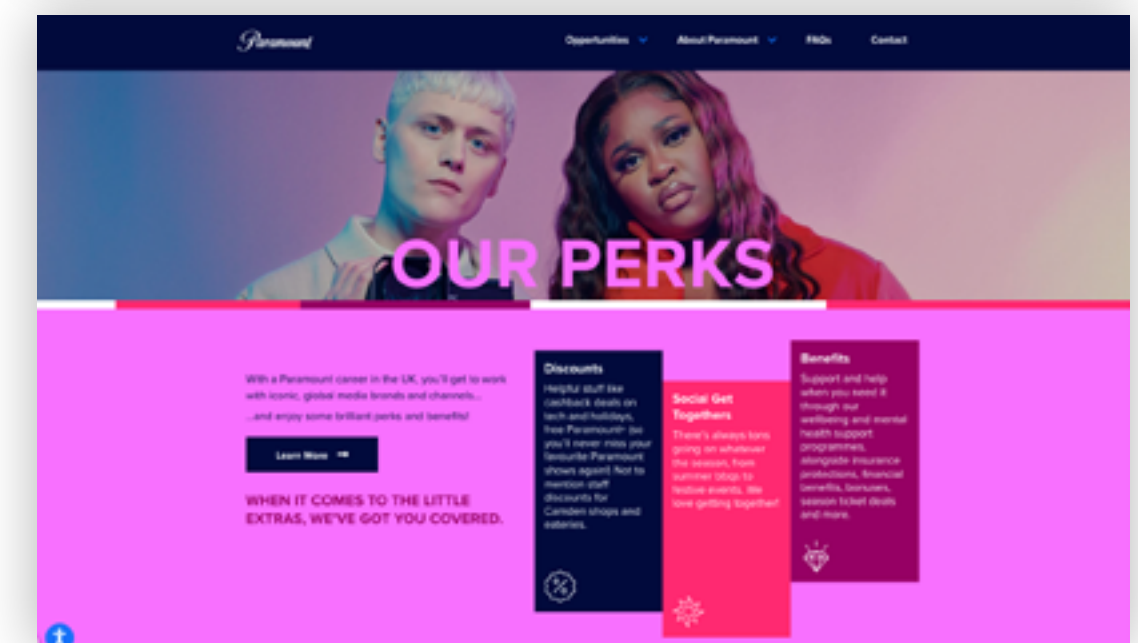 Paramount
Opportunities
About Paramount
FAQs
Contact
OUR PERKS
With a Paramount career in the UK, you'll get to work
with iconic, global media brands and channels...
...and enjoy some brilliant perks and benefits!
Learn More
WHEN IT COMES TO THE LITTLE
EXTRAS, WE'VE GOT YOU COVERED.
Discounts
Helpful stuff like
cashback deals on
tech and holidays,
free Paramount+ (so
you'll never miss your
favourite Paramount
shows again!) Not to
mention staff
discounts for
Camden shops and
eateries.
Social Get
Togethers
There's always tons
going on whatever
the season, from
summer bbqs to
festive events. We
love getting together!
Benefits
Support and help
when you need it
through our
wellbeing and mental
health support
programmes,
alongside insurance
protections, financial
benefits, bonuses,
season ticket deals
and more.